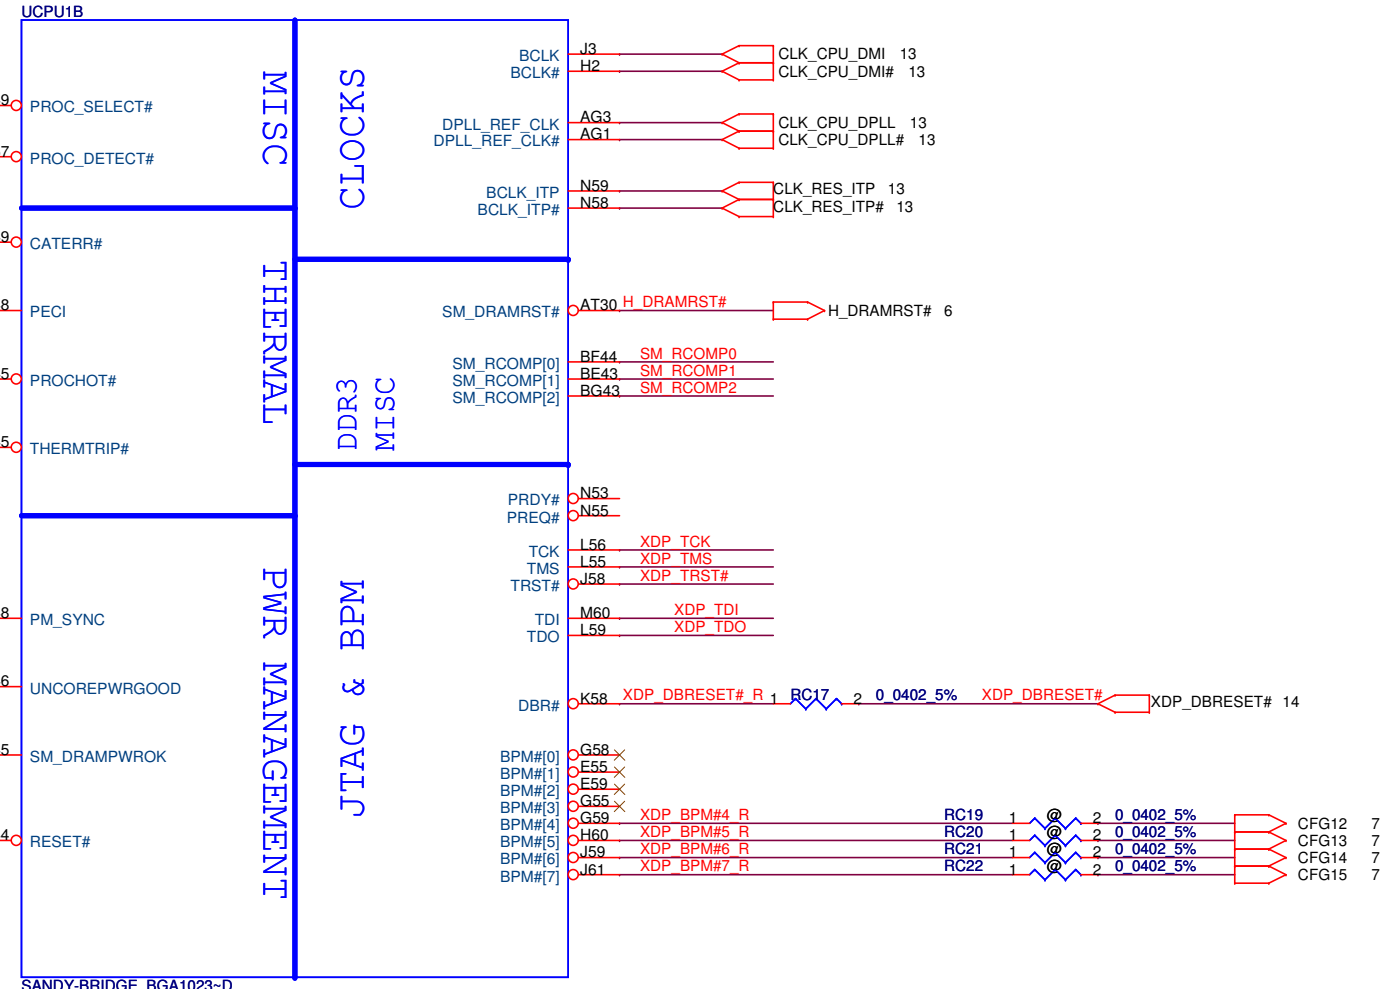 UCPU1B
MISC
9 PROC_SELECT#
7 PROC_DETECT#
THERMAL
9 CATERR#
8 PECI
5 PROCHOT#
5 THERMTRIP#
PWR MANAGEMENT
8 PM_SYNC
6 UNCOREPWRGOOD
5 SM_DRAMPWROK
4 RESET#
CLOCKS
BCLK J3 CLK_CPU_DMI 13
BCLK# H2 CLK_CPU_DMI# 13
DPLL_REF_CLK AG3 CLK_CPU_DPLL 13
DPLL_REF_CLK# AG1 CLK_CPU_DPLL# 13
BCLK_ITP N59 CLK_RES_ITP 13
BCLK_ITP# N58 CLK_RES_ITP# 13
DDR3
MISC
SM_DRAMRST# AT30 H_DRAMRST# H_DRAMRST# 6
SM_RCOMP[0] BF44 SM_RCOMP0
SM_RCOMP[1] BE43 SM_RCOMP1
SM_RCOMP[2] BG43 SM_RCOMP2
JTAG & BPM
PRDY# N53
PREQ# N55
TCK L56 XDP_TCK
TMS L55 XDP_TMS
TRST# J58 XDP_TRST#
TDI M60 XDP_TDI
TDO L59 XDP_TDO
DBR# K58 XDP_DBRESET#_R 1 RC17 2 0_0402_5% XDP_DBRESET# XDP_DBRESET# 14
BPM#[0] G58
BPM#[1] E55
BPM#[2] E59
BPM#[3] G55
BPM#[4] G59 XDP_BPM#4_R RC19 1 @ 2 0_0402_5% CFG12 7
BPM#[5] H60 XDP_BPM#5_R RC20 1 @ 2 0_0402_5% CFG13 7
BPM#[6] J59 XDP_BPM#6_R RC21 1 @ 2 0_0402_5% CFG14 7
BPM#[7] J61 XDP_BPM#7_R RC22 1 @ 2 0_0402_5% CFG15 7
SANDY-BRIDGE_BGA1023~D